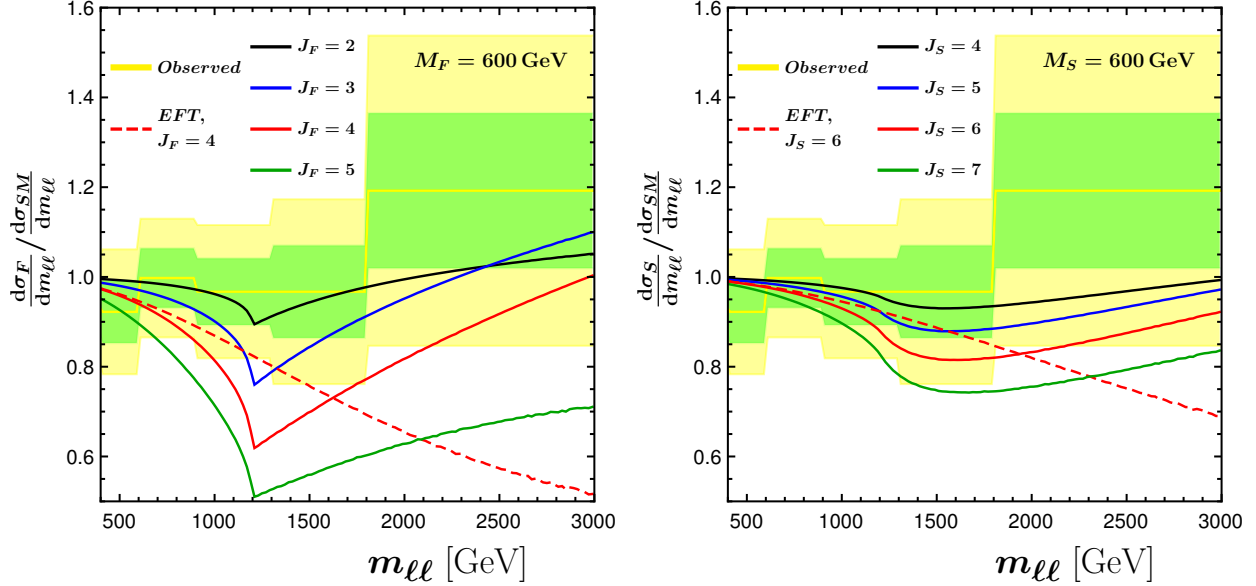 1.6
1.4
1.2
1.0
0.8
0.6
500 1000 1500 2000 2500 3000
dσ_F/dm_ℓℓ / dσ_SM/dm_ℓℓ
m_ℓℓ [GeV]
Observed
EFT,
J_F = 4
J_F = 2
J_F = 3
J_F = 4
J_F = 5
M_F = 600 GeV
1.6
1.4
1.2
1.0
0.8
0.6
500 1000 1500 2000 2500 3000
dσ_S/dm_ℓℓ / dσ_SM/dm_ℓℓ
m_ℓℓ [GeV]
Observed
EFT,
J_S = 6
J_S = 4
J_S = 5
J_S = 6
J_S = 7
M_S = 600 GeV